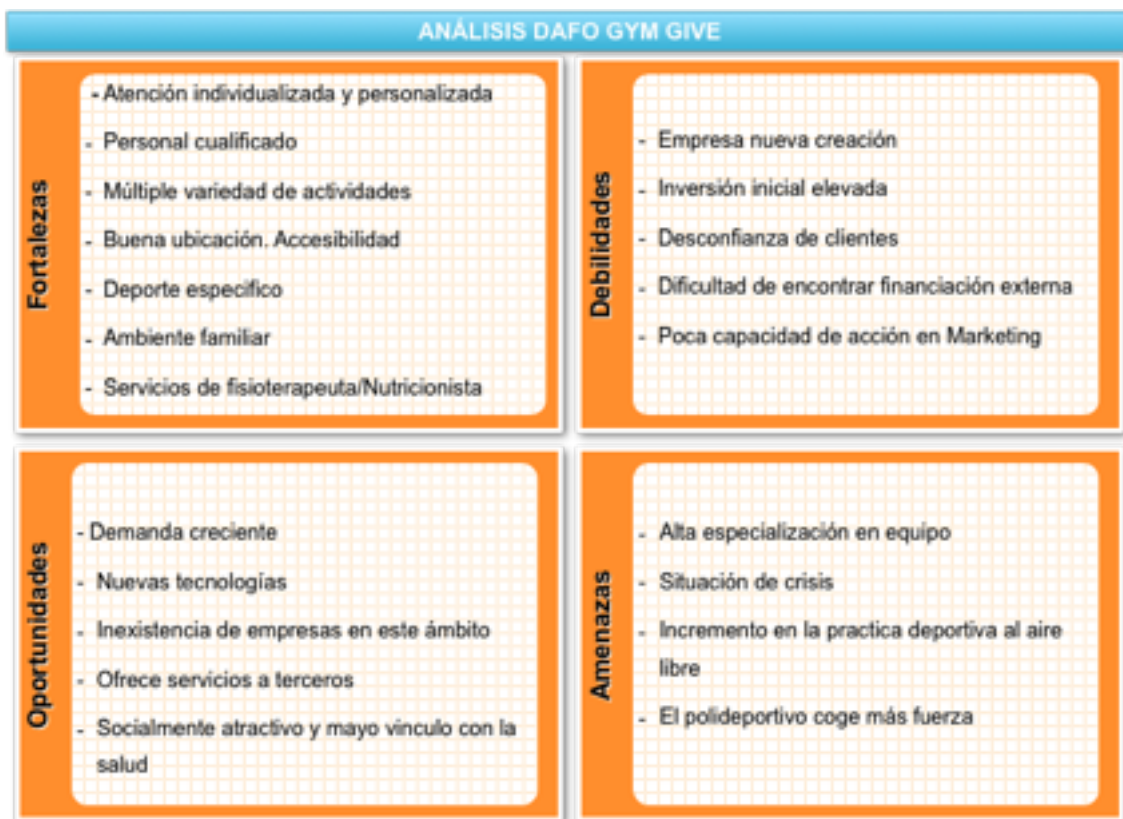 ANÁLISIS DAFO GYM GIVE
Fortalezas
- Atención individualizada y personalizada
- Personal cualificado
- Múltiple variedad de actividades
- Buena ubicación. Accesibilidad
- Deporte especifico
- Ambiente familiar
- Servicios de fisioterapeuta/Nutricionista
Debilidades
- Empresa nueva creación
- Inversión inicial elevada
- Desconfianza de clientes
- Dificultad de encontrar financiación externa
- Poca capacidad de acción en Marketing
Oportunidades
- Demanda creciente
- Nuevas tecnologías
- Inexistencia de empresas en este ámbito
- Ofrece servicios a terceros
- Socialmente atractivo y mayo vinculo con la
salud
Amenazas
- Alta especialización en equipo
- Situación de crisis
- Incremento en la practica deportiva al aire
libre
- El polideportivo coge más fuerza